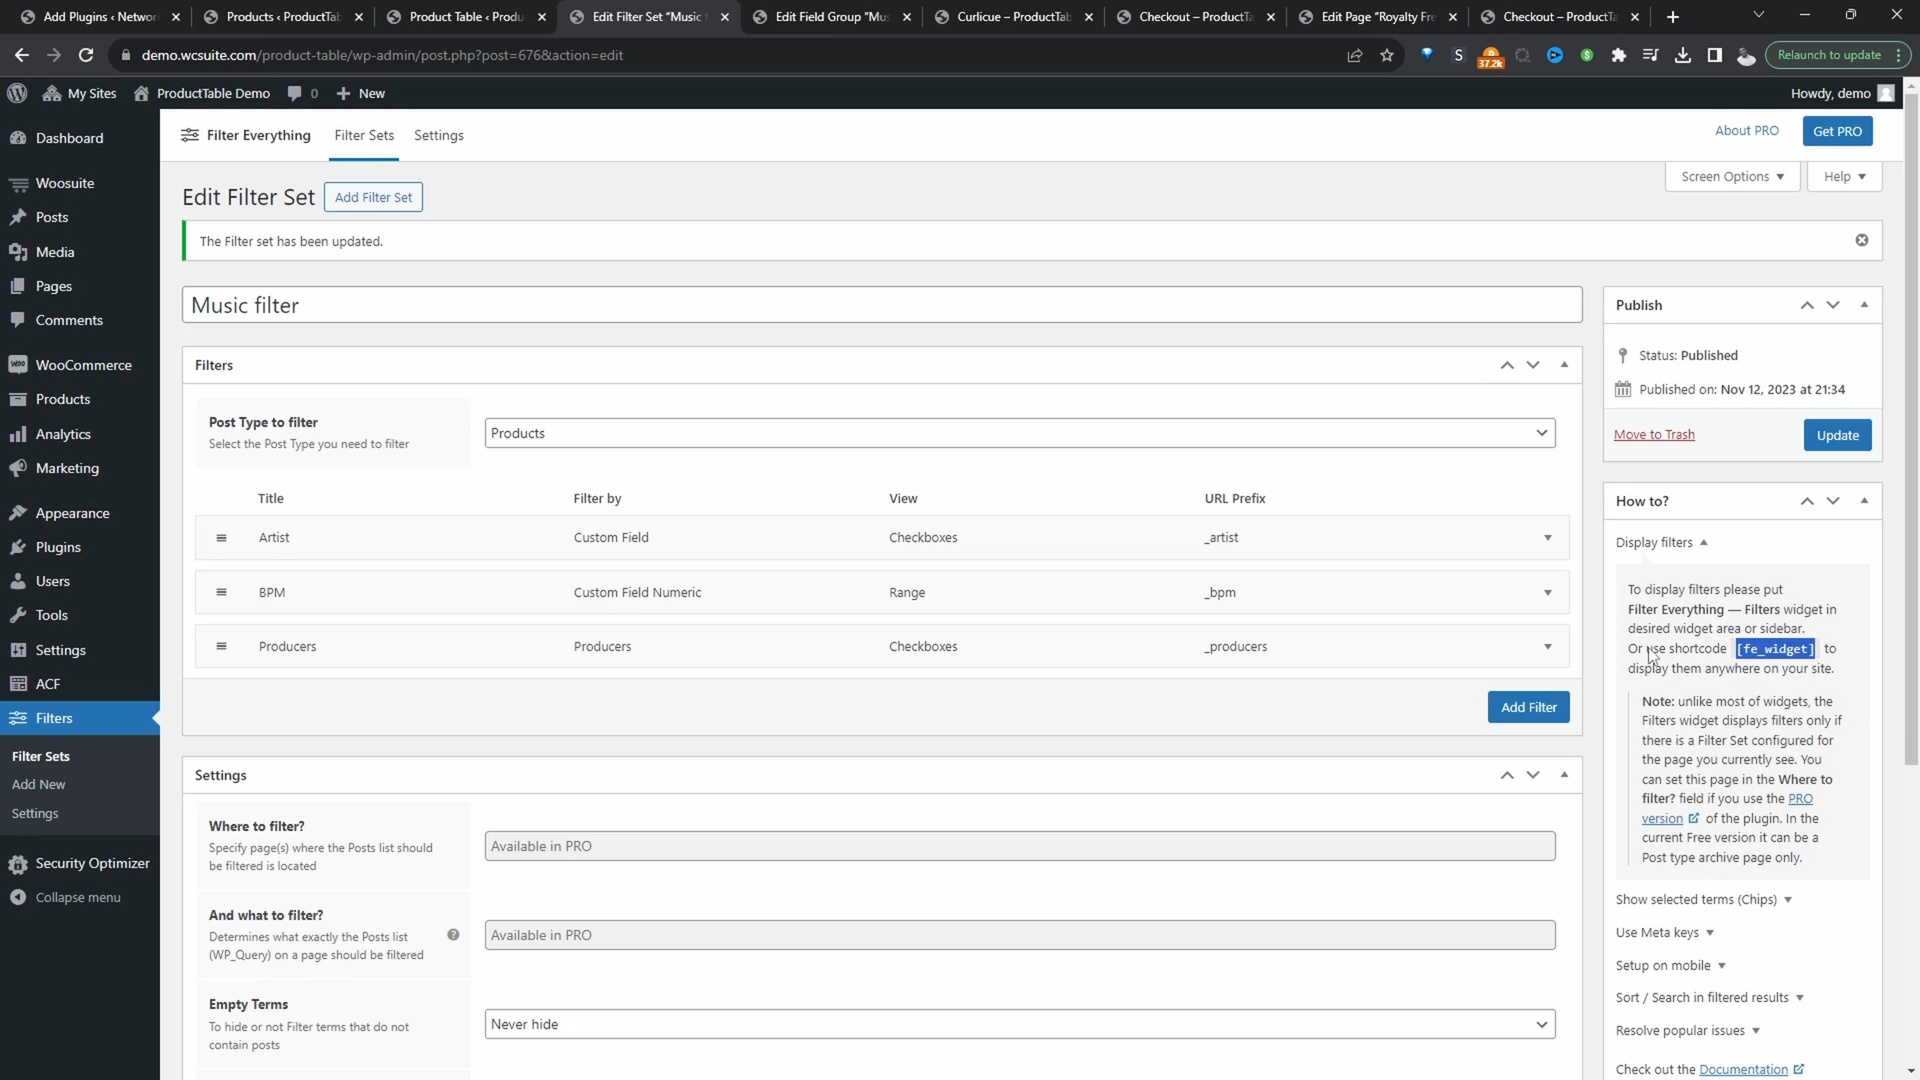 Add Plugins ‹ Networ
Products ‹ ProductTab
Product Table ‹ Produ
Edit Filter Set “Music f
Edit Field Group “Mus
Curlicue – ProductTab
Checkout – ProductTa
Edit Page “Royalty Fre
Checkout – ProductTa
demo.wcsuite.com/product-table/wp-admin/post.php?post=676&action=edit
S
37.2k
Relaunch to update
My Sites
ProductTable Demo
0
New
Howdy, demo
Dashboard
Woosuite
Posts
Media
Pages
Comments
WooCommerce
Products
Analytics
Marketing
Appearance
Plugins
Users
Tools
Settings
ACF
Filters
Filter Sets
Add New
Settings
Security Optimizer
Collapse menu
Filter Everything
Filter Sets
Settings
About PRO
Get PRO
Screen Options
Help
Edit Filter Set
Add Filter Set
The Filter set has been updated.
Music filter
Filters
Post Type to filter
Select the Post Type you need to filter
Products
Title Filter by View URL Prefix
Artist Custom Field Checkboxes _artist
BPM Custom Field Numeric Range _bpm
Producers Producers Checkboxes _producers
Add Filter
Settings
Where to filter?
Specify page(s) where the Posts list should
be filtered is located
Available in PRO
And what to filter?
Determines what exactly the Posts list
(WP_Query) on a page should be filtered
Available in PRO
Empty Terms
To hide or not Filter terms that do not
contain posts
Never hide
Publish
Status: Published
Published on: Nov 12, 2023 at 21:34
Move to Trash
Update
How to?
Display filters
To display filters please put
Filter Everything — Filters widget in
desired widget area or sidebar.
Or use shortcode [fe_widget] to
display them anywhere on your site.
Note: unlike most of widgets, the
Filters widget displays filters only if
there is a Filter Set configured for
the page you currently see. You
can set this page in the Where to
filter? field if you use the PRO
version of the plugin. In the
current Free version it can be a
Post type archive page only.
Show selected terms (Chips)
Use Meta keys
Setup on mobile
Sort / Search in filtered results
Resolve popular issues
Check out the Documentation